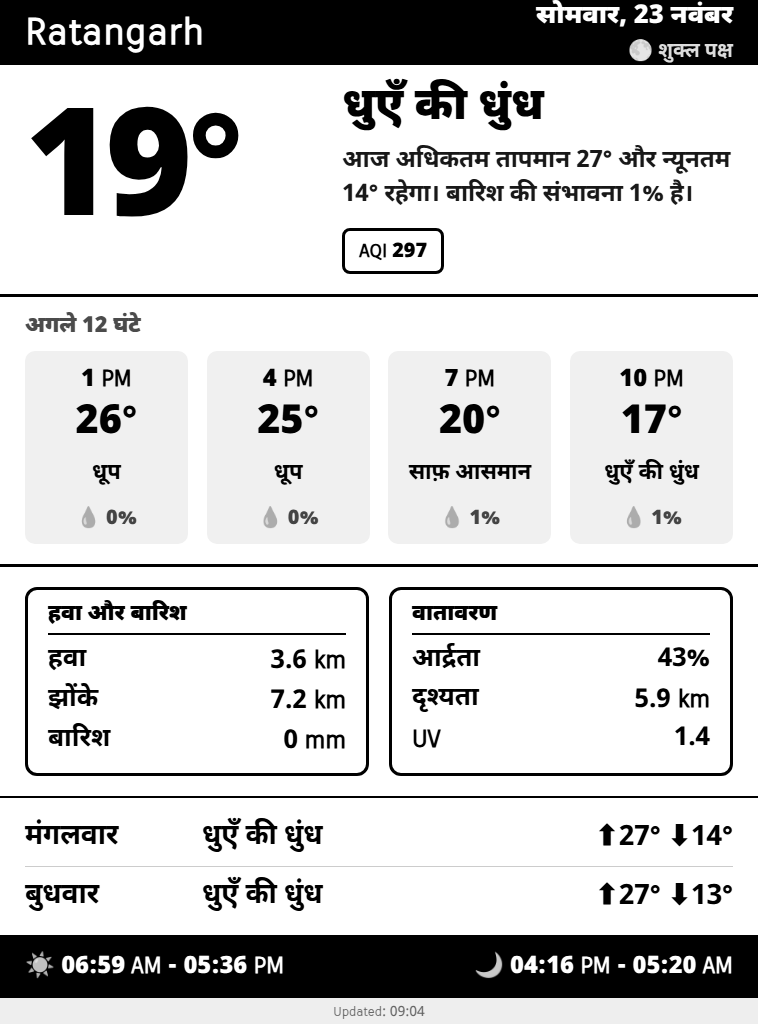 Ratangarh
सोमवार, 23 नवंबर
शुक्ल पक्ष
19°
धुएँ की धुंध
आज अधिकतम तापमान 27° और न्यूनतम
14° रहेगा। बारिश की संभावना 1% है।
AQI 297
अगले 12 घंटे
1 PM
26°
धूप
0%
4 PM
25°
धूप
0%
7 PM
20°
साफ़ आसमान
1%
10 PM
17°
धुएँ की धुंध
1%
हवा और बारिश
हवा 3.6 km
झोंके 7.2 km
बारिश 0 mm
वातावरण
आर्द्रता 43%
दृश्यता 5.9 km
UV 1.4
मंगलवार धुएँ की धुंध ⬆27° ⬇14°
बुधवार धुएँ की धुंध ⬆27° ⬇13°
06:59 AM - 05:36 PM
04:16 PM - 05:20 AM
Updated: 09:04